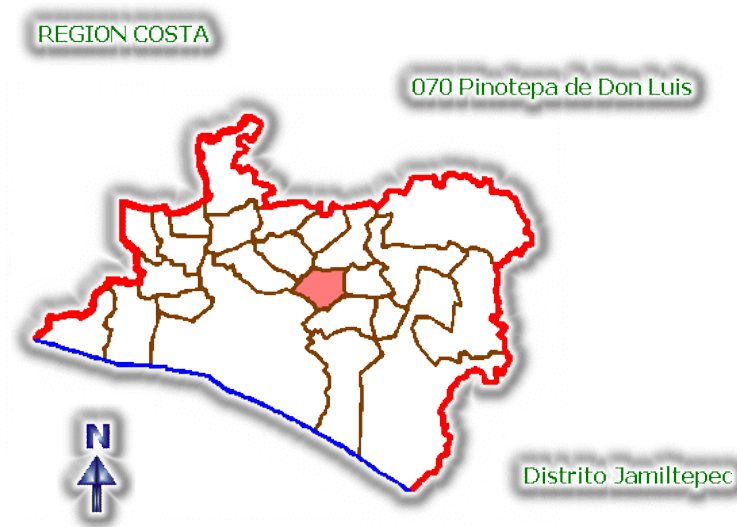 REGION COSTA
070 Pinotepa de Don Luis
N
Distrito Jamiltepec